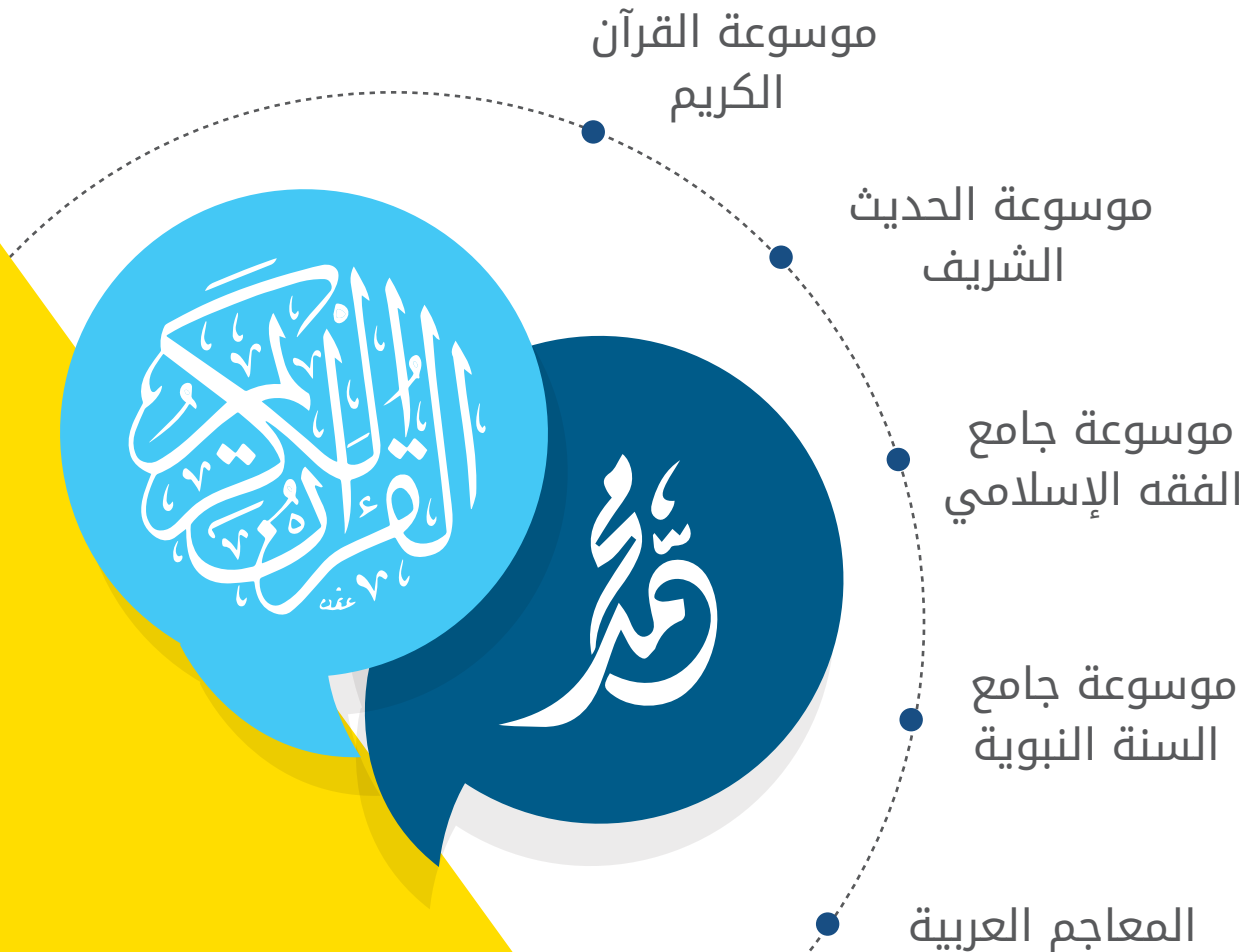 موسوعة القرآن
الكريم
موسوعة الحديث
الشريف
القرآن الكريم
موسوعة جامع
الفقه الإسلامي
محمد
موسوعة جامع
السنة النبوية
المعاجم العربية